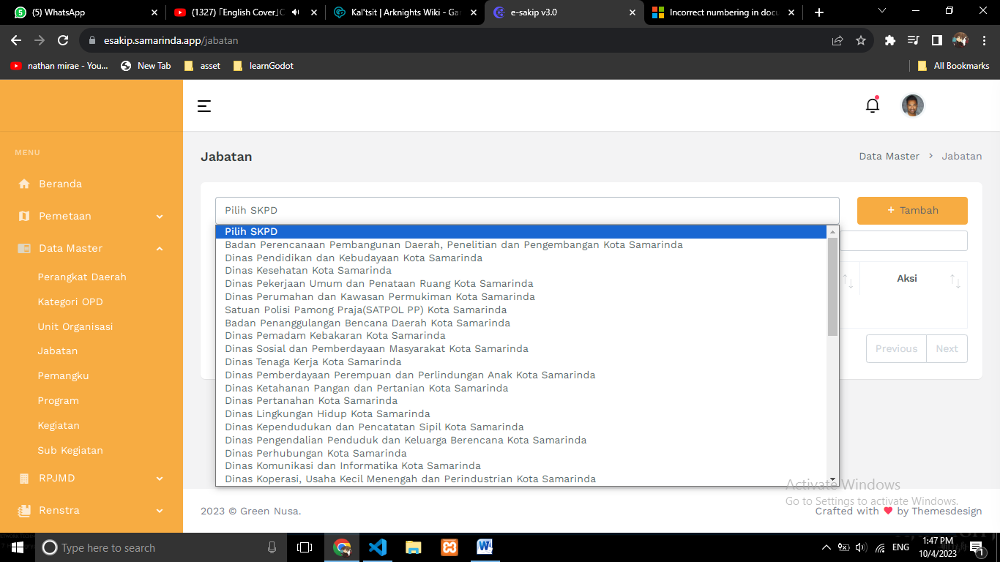 (5) WhatsApp
(1327) 「English Cover」C
Kal'tsit | Arknights Wiki - Ga
e-sakip v3.0
Incorrect numbering in docu
esakip.samarinda.app/jabatan
nathan mirae - You...
New Tab
asset
learnGodot
All Bookmarks
MENU
Beranda
Pemetaan
Data Master
Perangkat Daerah
Kategori OPD
Unit Organisasi
Jabatan
Pemangku
Program
Kegiatan
Sub Kegiatan
RPJMD
Renstra
Jabatan
Data Master > Jabatan
Pilih SKPD
+ Tambah
Pilih SKPD
Badan Perencanaan Pembangunan Daerah, Penelitian dan Pengembangan Kota Samarinda
Dinas Pendidikan dan Kebudayaan Kota Samarinda
Dinas Kesehatan Kota Samarinda
Dinas Pekerjaan Umum dan Penataan Ruang Kota Samarinda
Dinas Perumahan dan Kawasan Permukiman Kota Samarinda
Satuan Polisi Pamong Praja(SATPOL PP) Kota Samarinda
Badan Penanggulangan Bencana Daerah Kota Samarinda
Dinas Pemadam Kebakaran Kota Samarinda
Dinas Sosial dan Pemberdayaan Masyarakat Kota Samarinda
Dinas Tenaga Kerja Kota Samarinda
Dinas Pemberdayaan Perempuan dan Perlindungan Anak Kota Samarinda
Dinas Ketahanan Pangan dan Pertanian Kota Samarinda
Dinas Pertanahan Kota Samarinda
Dinas Lingkungan Hidup Kota Samarinda
Dinas Kependudukan dan Pencatatan Sipil Kota Samarinda
Dinas Pengendalian Penduduk dan Keluarga Berencana Kota Samarinda
Dinas Perhubungan Kota Samarinda
Dinas Komunikasi dan Informatika Kota Samarinda
Dinas Koperasi, Usaha Kecil Menengah dan Perindustrian Kota Samarinda
Aksi
Previous
Next
Activate Windows
Go to Settings to activate Windows.
2023 © Green Nusa.
Crafted with ❤ by Themesdesign
Type here to search
ENG
1:47 PM
10/4/2023
1